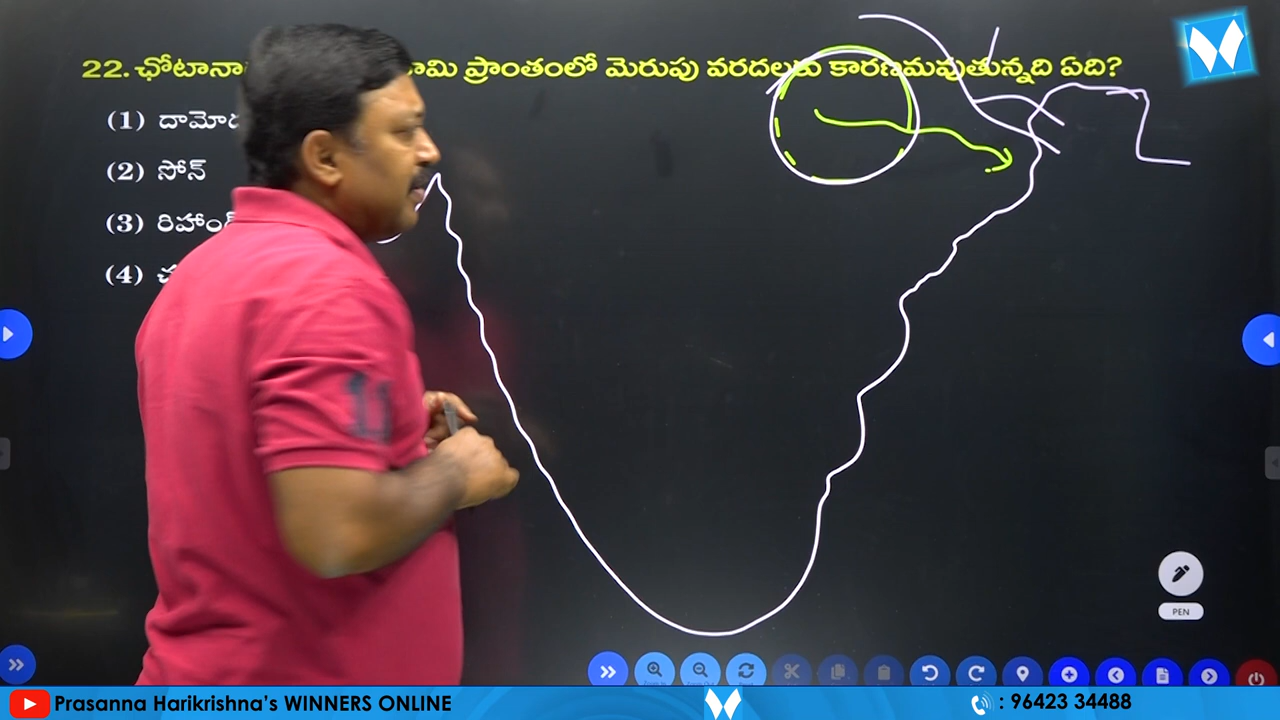 22. ఛోటానా ామి ప్రాంతంలో మెరుపు వరదలకు కారణమవుతున్నది ఏది?
(1) దామోద
(2) సోన్
(3) రిహాంద్
(4) చ
PEN
Prasanna Harikrishna's WINNERS ONLINE
: 96423 34488